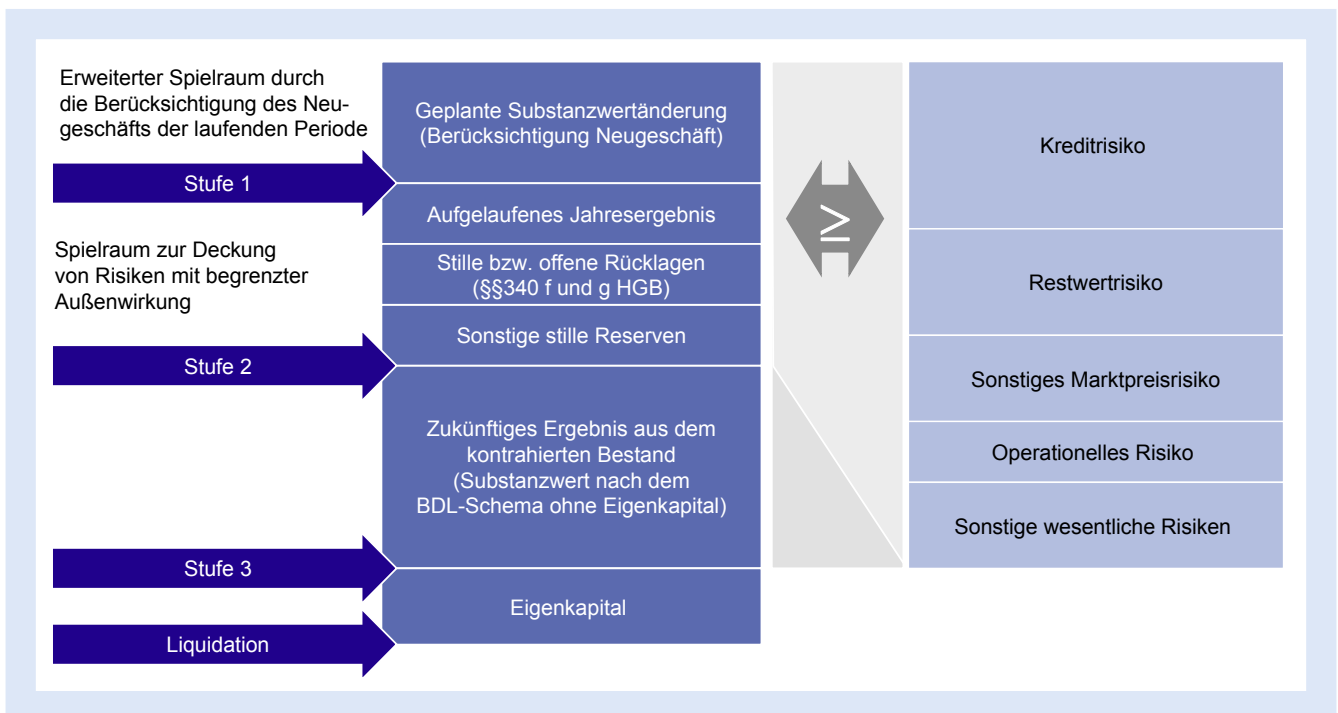 Erweiterter Spielraum durch
die Berücksichtigung des Neu-
geschäfts der laufenden Periode
Stufe 1
Spielraum zur Deckung
von Risiken mit begrenzter
Außenwirkung
Stufe 2
Stufe 3
Liquidation
Geplante Substanzwertänderung
(Berücksichtigung Neugeschäft)
Aufgelaufenes Jahresergebnis
Stille bzw. offene Rücklagen
(§§340 f und g HGB)
Sonstige stille Reserven
Zukünftiges Ergebnis aus dem
kontrahierten Bestand
(Substanzwert nach dem
BDL-Schema ohne Eigenkapital)
Eigenkapital
≥
Kreditrisiko
Restwertrisiko
Sonstiges Marktpreisrisiko
Operationelles Risiko
Sonstige wesentliche Risiken